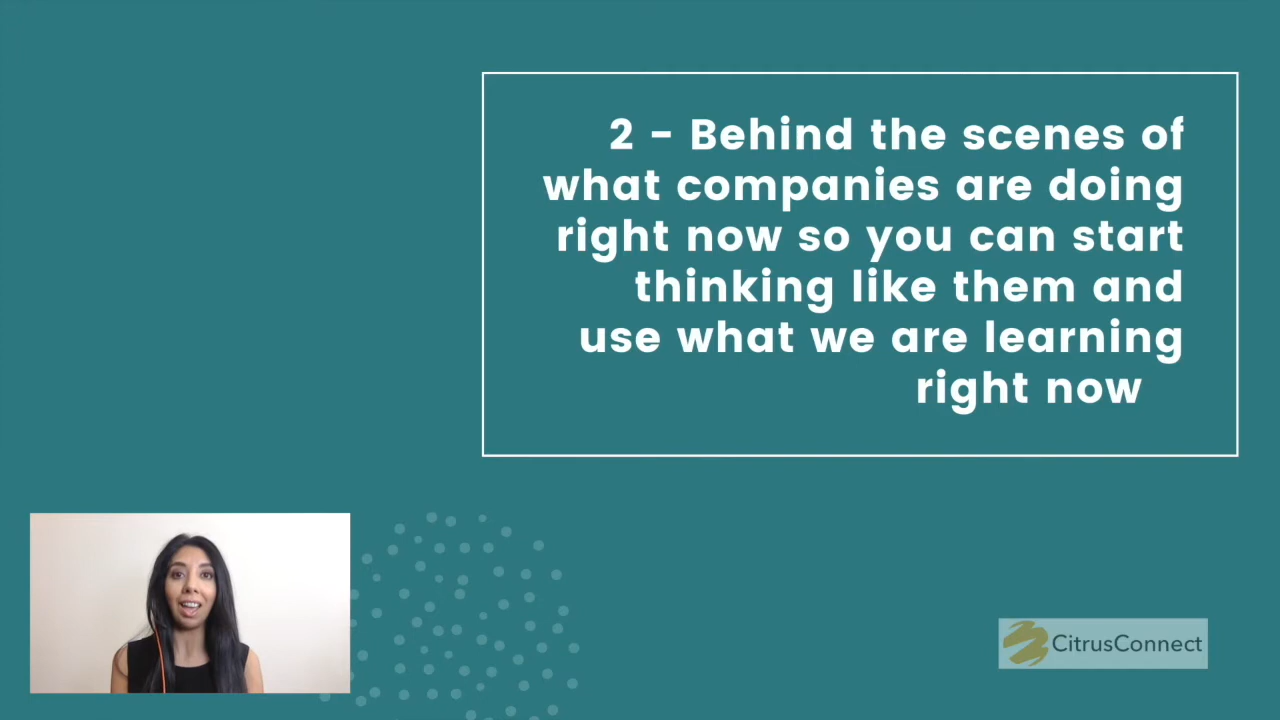 2 - Behind the scenes of
what companies are doing
right now so you can start
thinking like them and
use what we are learning
right now
CitrusConnect